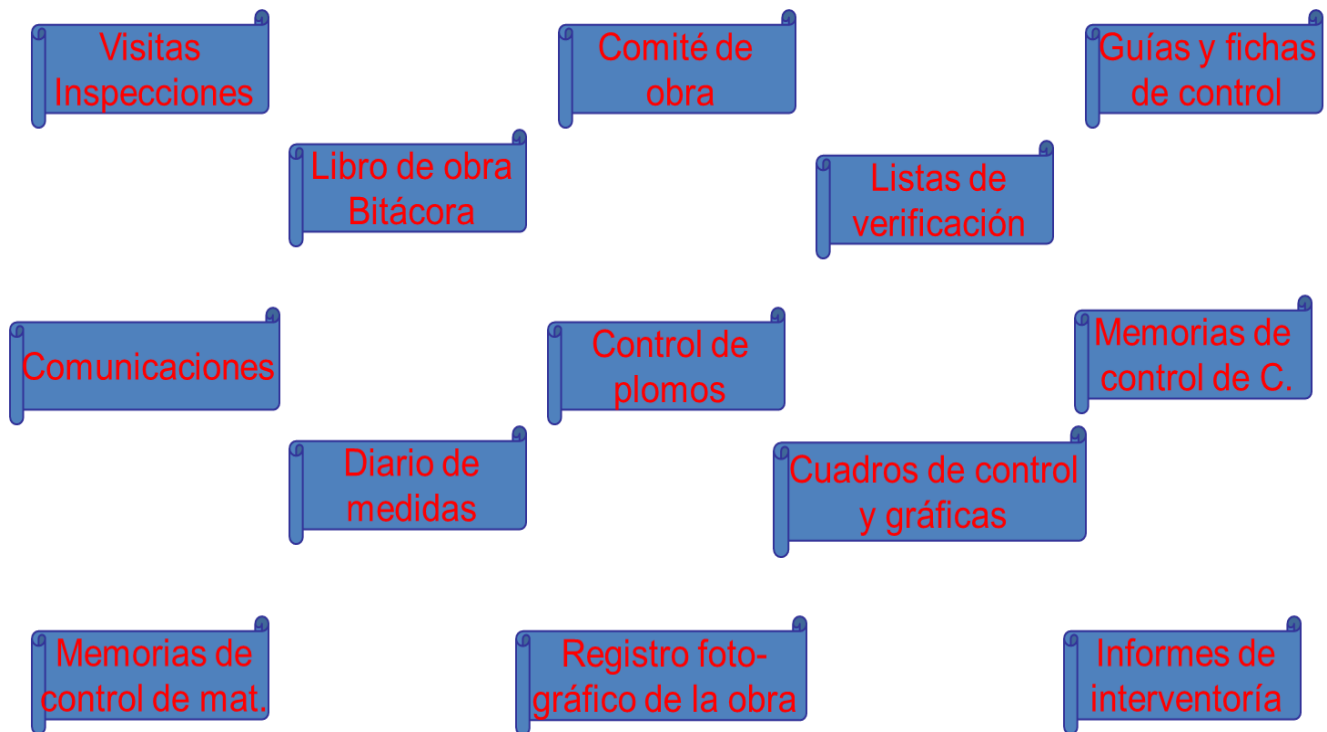 Visitas
Inspecciones
Comité de
obra
Guías y fichas
de control
Libro de obra
Bitácora
Listas de
verificación
Comunicaciones
Control de
plomos
Memorias de
control de C.
Diario de
medidas
Cuadros de control
y gráficas
Memorias de
control de mat.
Registro foto-
gráfico de la obra
Informes de
interventoría